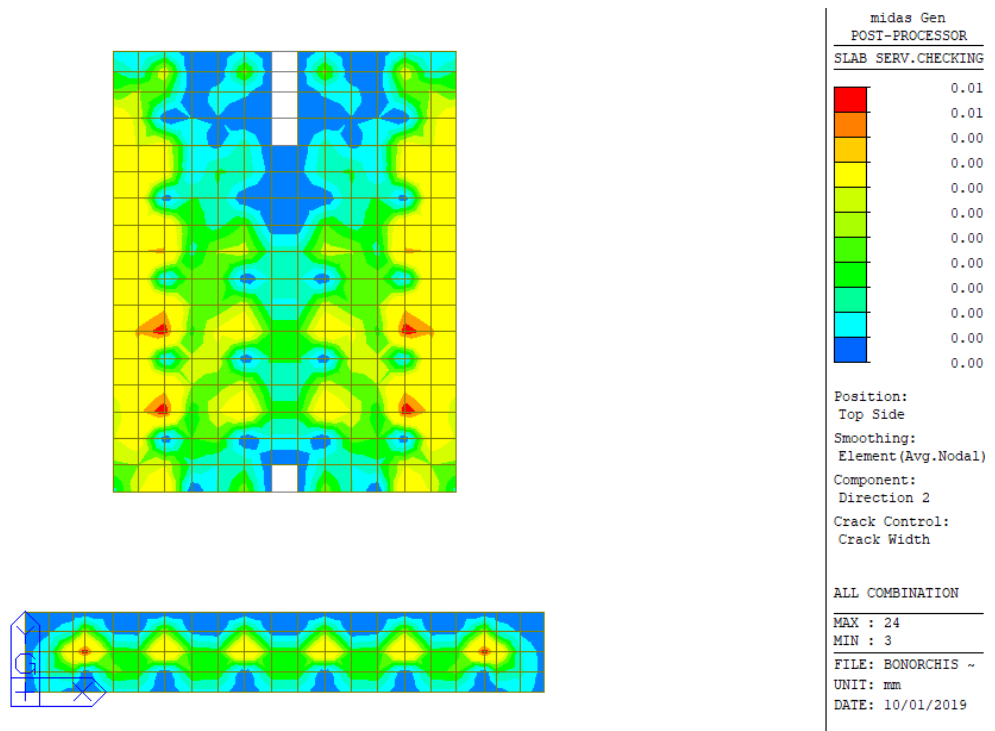 midas Gen
POST-PROCESSOR
SLAB SERV.CHECKING
0.01
0.01
0.00
0.00
0.00
0.00
0.00
0.00
0.00
0.00
0.00
0.00
Position:
Top Side
Smoothing:
Element(Avg.Nodal)
Component:
Direction 2
Crack Control:
Crack Width
ALL COMBINATION
MAX : 24
MIN : 3
FILE: BONORCHIS ~
UNIT: mm
DATE: 10/01/2019
Y
G
X